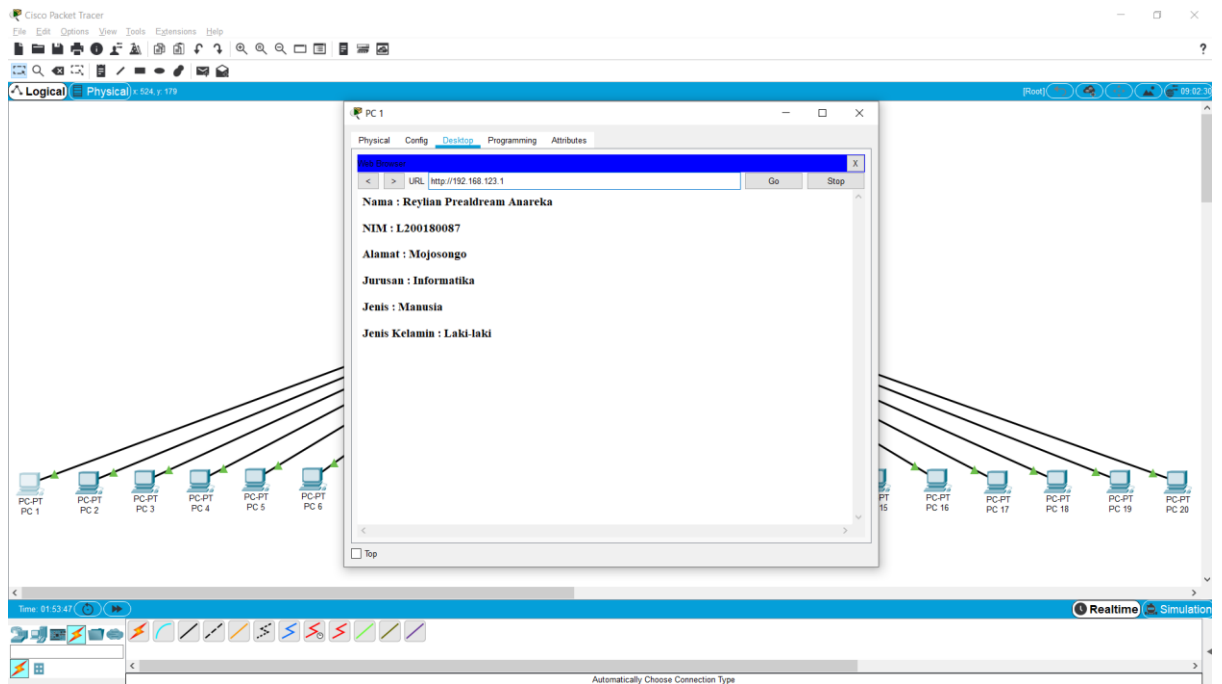 Cisco Packet Tracer
File Edit Options View Tools Extensions Help
?
Logical Physical x: 524, y: 179 [Root] 09:02:30
PC 1
Physical Config Desktop Programming Attributes
Web Browser X
< > URL http://192.168.123.1 Go Stop
Nama : Reylian Prealdream Anareka
NIM : L200180087
Alamat : Mojosongo
Jurusan : Informatika
Jenis : Manusia
Jenis Kelamin : Laki-laki
PC-PT PC-PT PC-PT PC-PT PC-PT PC-PT PT PC-PT PC-PT PC-PT PC-PT PC-PT
PC 1 PC 2 PC 3 PC 4 PC 5 PC 6 15 PC 16 PC 17 PC 18 PC 19 PC 20
Top
Time: 01:53:47 Realtime Simulation
Automatically Choose Connection Type